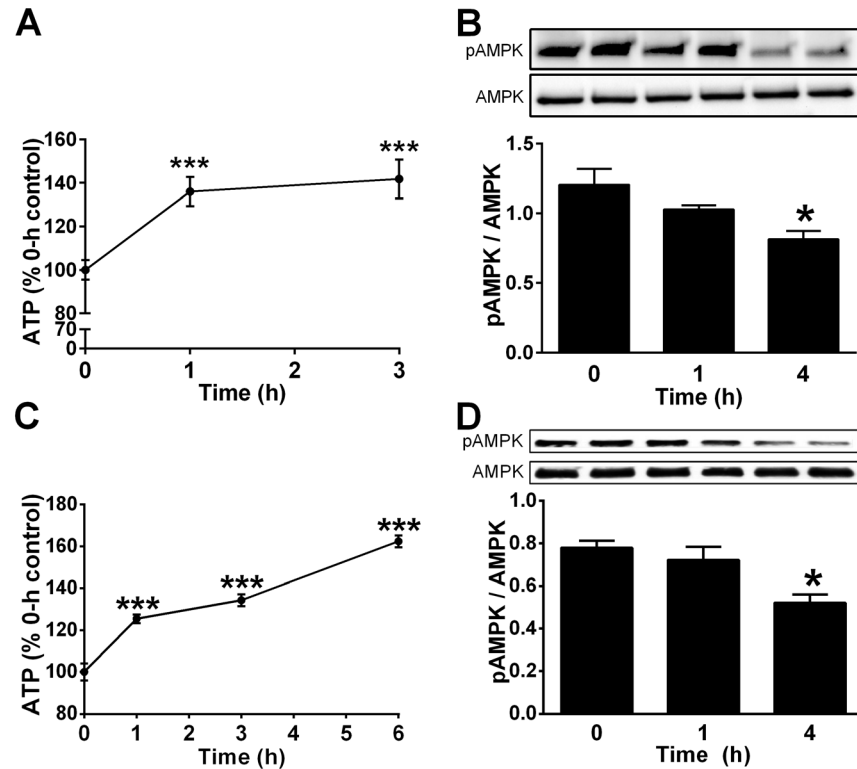 A
ATP (% 0-h control)
160
***
***
140
120
100
80
70
0
0 1 2 3
Time (h)
B
pAMPK
AMPK
pAMPK / AMPK
1.5
1.0
*
0.5
0.0
0 1 4
Time (h)
C
ATP (% 0-h control)
180
160
***
140
***
***
120
100
80
0 1 2 3 4 5 6
Time (h)
D
pAMPK
AMPK
pAMPK / AMPK
0.8
0.6
*
0.4
0.2
0.0
0 1 4
Time (h)